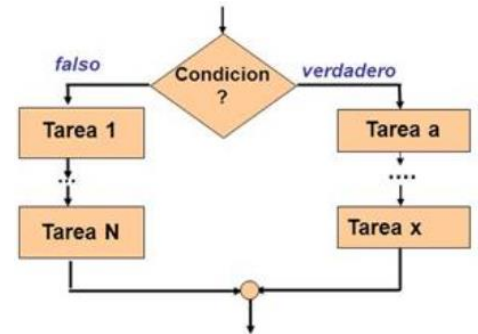 Condicion
?
falso
verdadero
Tarea 1
...
Tarea N
Tarea a
....
Tarea x